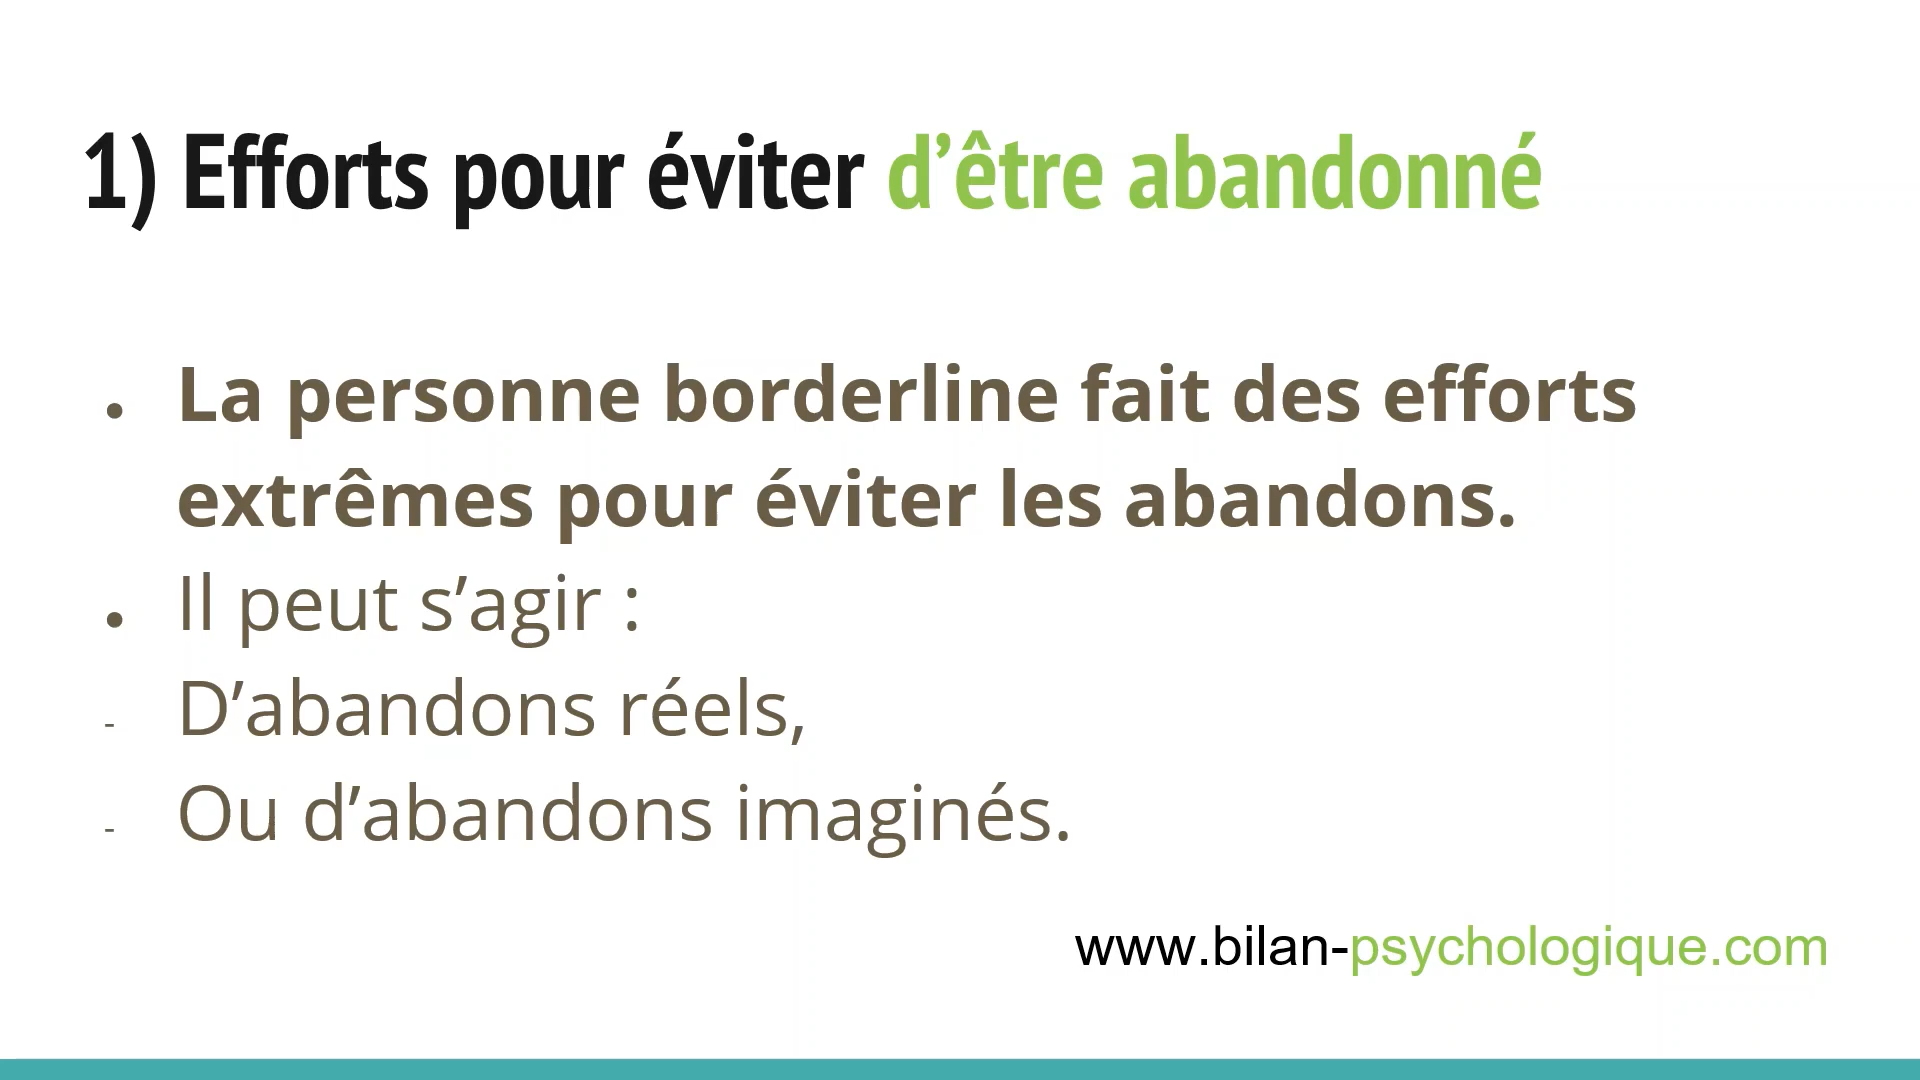 1) Efforts pour éviter d’être abandonné
● La personne borderline fait des efforts
extrêmes pour éviter les abandons.
● Il peut s’agir :
- D’abandons réels,
- Ou d’abandons imaginés.
www.bilan-psychologique.com